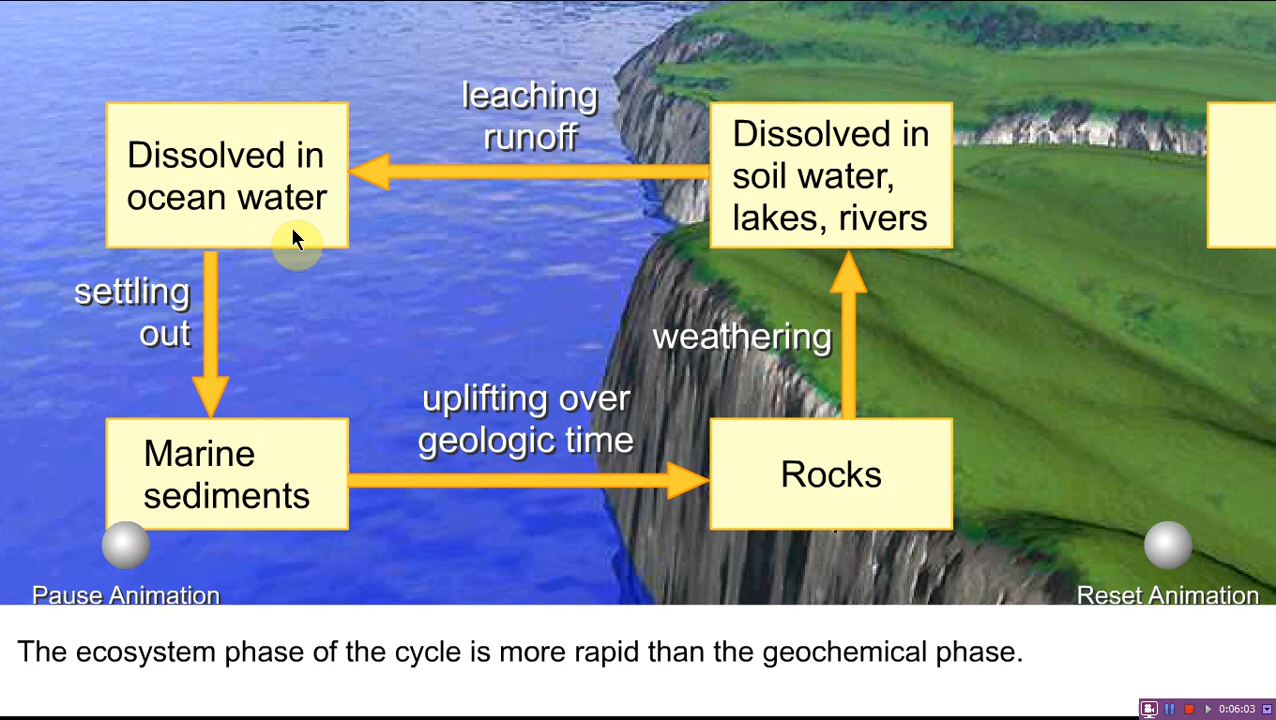 leaching
runoff
Dissolved in
ocean water
Dissolved in
soil water,
lakes, rivers
settling
out
weathering
uplifting over
geologic time
Marine
sediments
Rocks
Pause Animation
Reset Animation
The ecosystem phase of the cycle is more rapid than the geochemical phase.
0:06:03